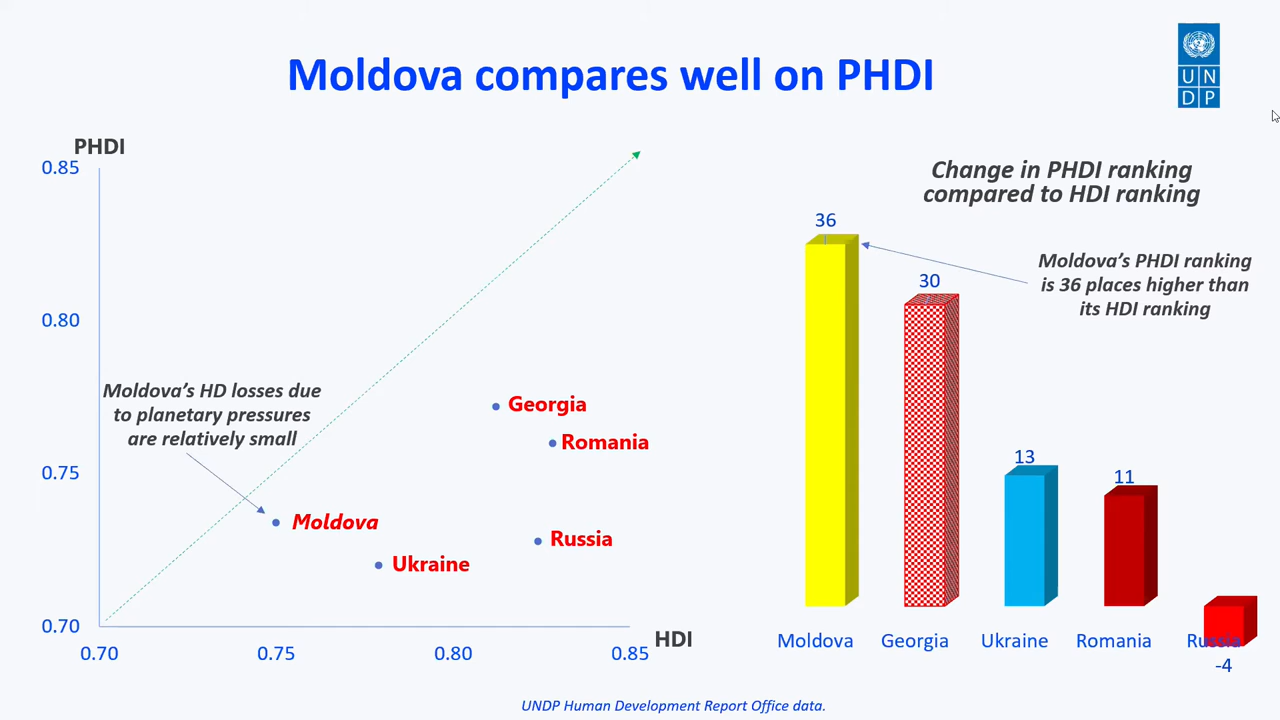 Moldova compares well on PHDI
U N
D P
PHDI
0.85
0.80
0.75
0.70
0.70
0.75
0.80
0.85
HDI
Moldova's HD losses due
to planetary pressures
are relatively small
Georgia
Romania
Moldova
Russia
Ukraine
Change in PHDI ranking
compared to HDI ranking
Moldova's PHDI ranking
is 36 places higher than
its HDI ranking
36
30
13
11
Moldova
Georgia
Ukraine
Romania
Russia
-4
UNDP Human Development Report Office data.